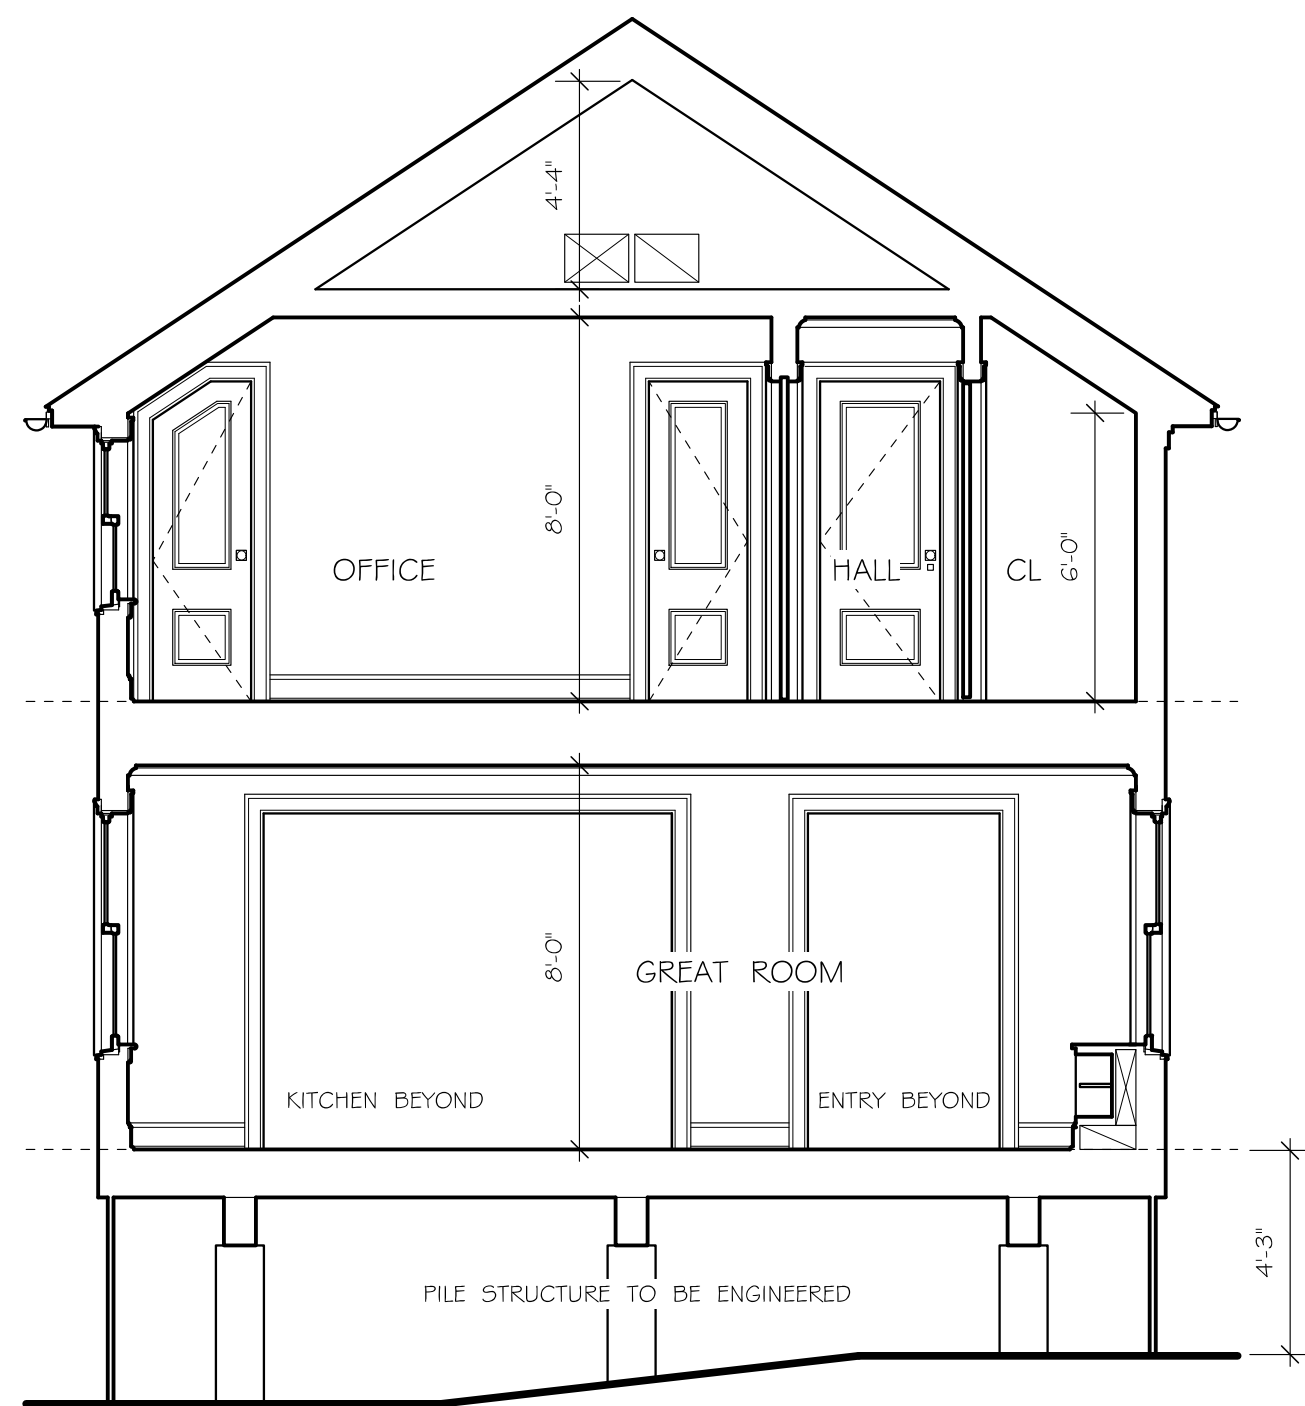 4'-4"
8'-0"
OFFICE
HALL
CL
6'-0"
8'-0"
GREAT ROOM
KITCHEN BEYOND
ENTRY BEYOND
4'-3"
PILE STRUCTURE TO BE ENGINEERED